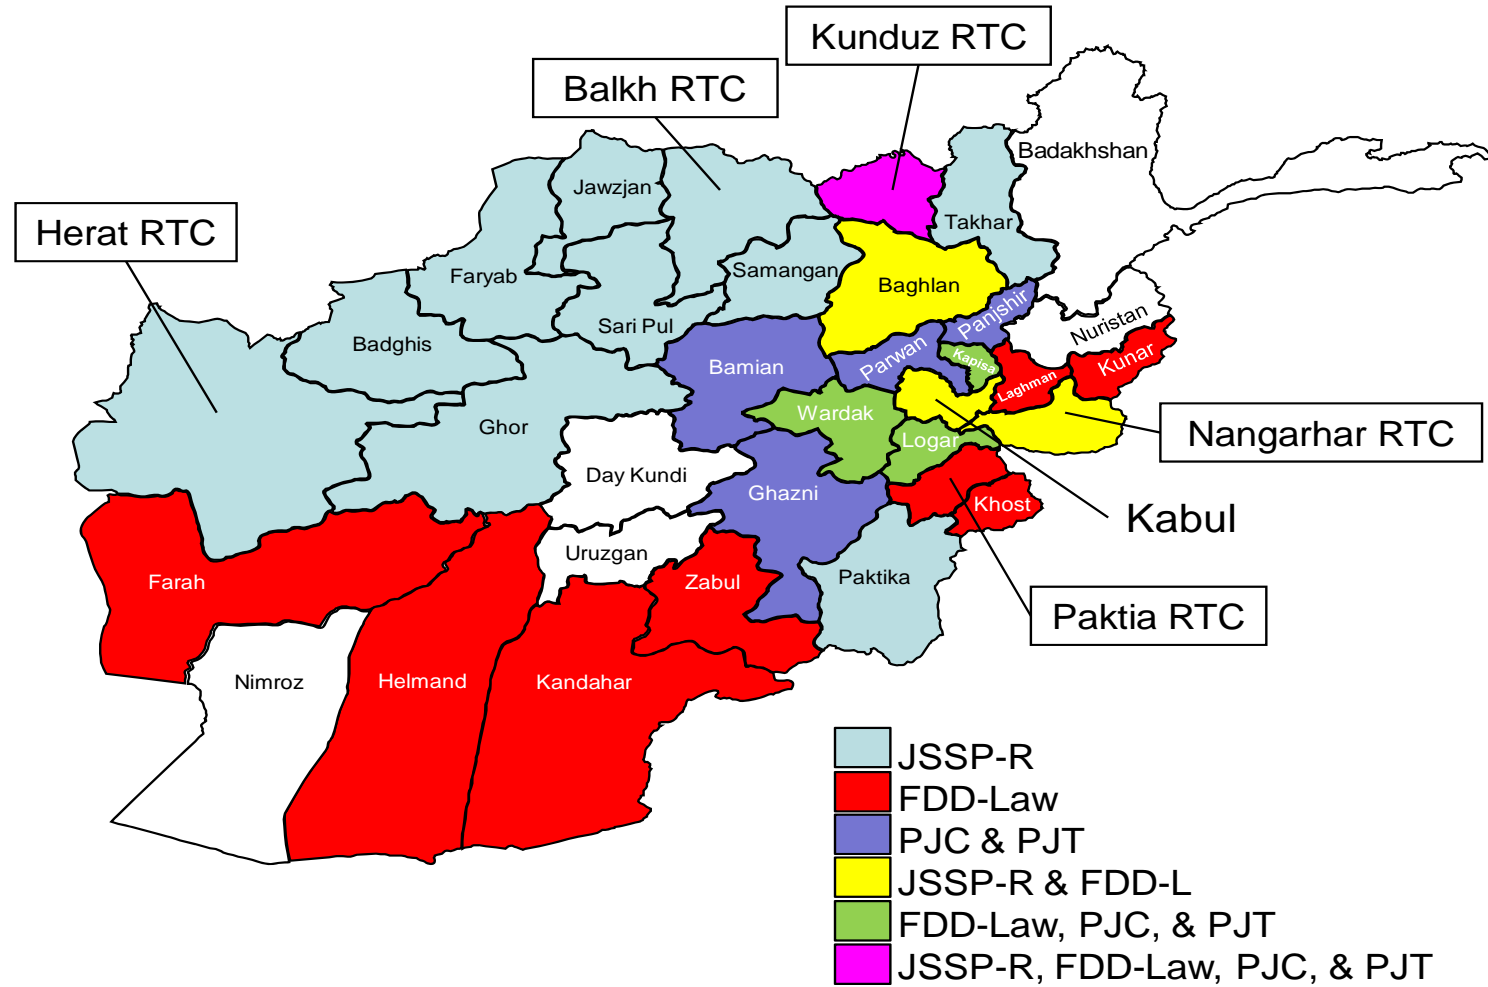 Kunduz RTC
Balkh RTC
Herat RTC
Badakhshan
Jawzjan
Takhar
Faryab
Samangan
Baghlan
Sari Pul
Badghis
Panjshir
Nuristan
Parwan
Kapisa
Kunar
Bamian
Laghman
Wardak
Ghor
Logar
Nangarhar RTC
Day Kundi
Ghazni
Khost
Kabul
Uruzgan
Farah
Zabul
Paktika
Paktia RTC
Nimroz
Helmand
Kandahar
JSSP-R
FDD-Law
PJC & PJT
JSSP-R & FDD-L
FDD-Law, PJC, & PJT
JSSP-R, FDD-Law, PJC, & PJT